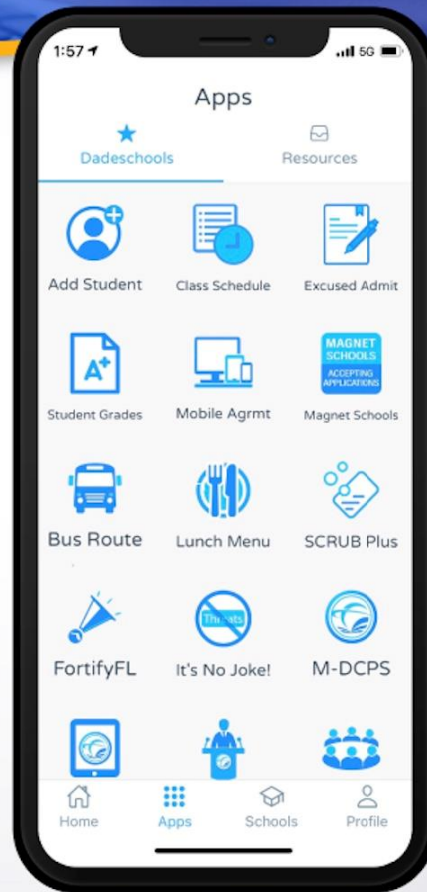 1:57
5G
Apps
Dadeschools
Resources
Add Student
Class Schedule
Excused Admit
A+
MAGNET
SCHOOLS
ACCEPTING
APPLICATIONS
Student Grades
Mobile Agrmt
Magnet Schools
Bus Route
Lunch Menu
SCRUB Plus
Threats
FortifyFL
It's No Joke!
M-DCPS
Home
Apps
Schools
Profile